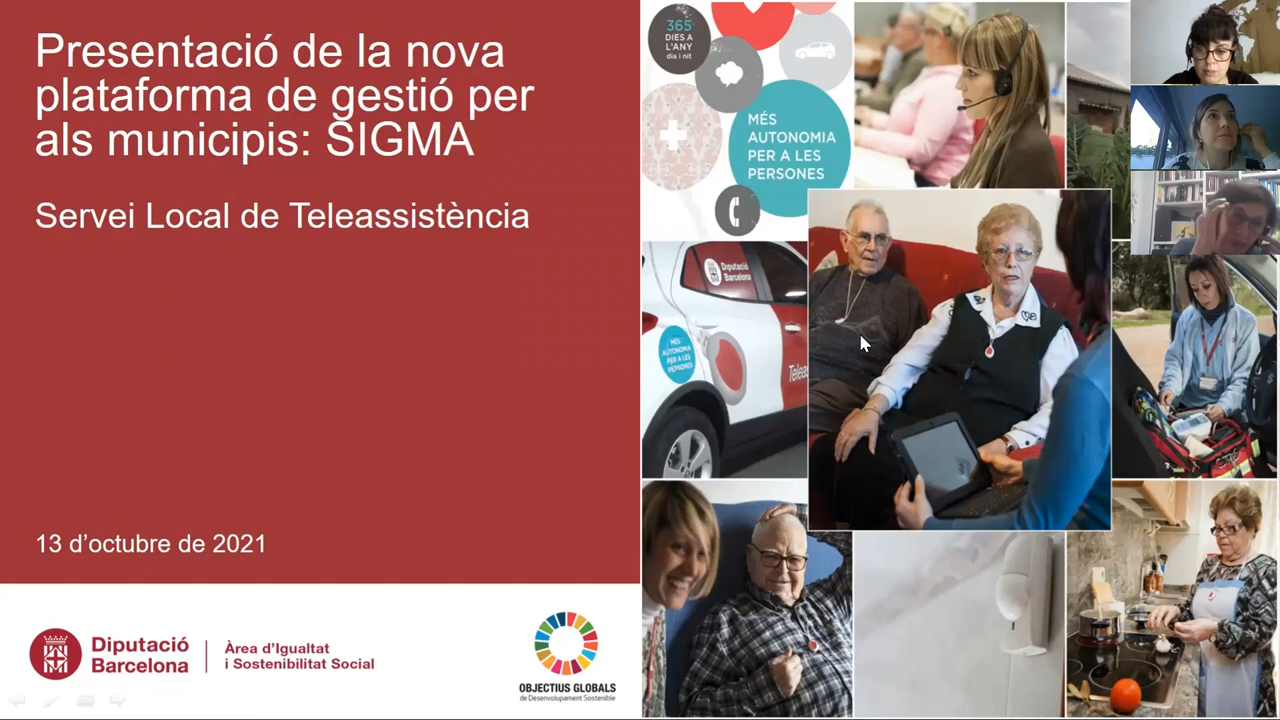 Presentació de la nova
plataforma de gestió per
als municipis: SIGMA
Servei Local de Teleassistència
13 d'octubre de 2021
Diputació
Barcelona
Àrea d'Igualtat
i Sostenibilitat Social
OBJECTIUS GLOBALS
de Desenvolupament Sostenible
365
DIES A
L'ANY
dia i nit
MÉS
AUTONOMIA
PER A LES
PERSONES
Diputació
Barcelona
MÉS
AUTONOMIA
PER A LES
PERSONES
Teleass